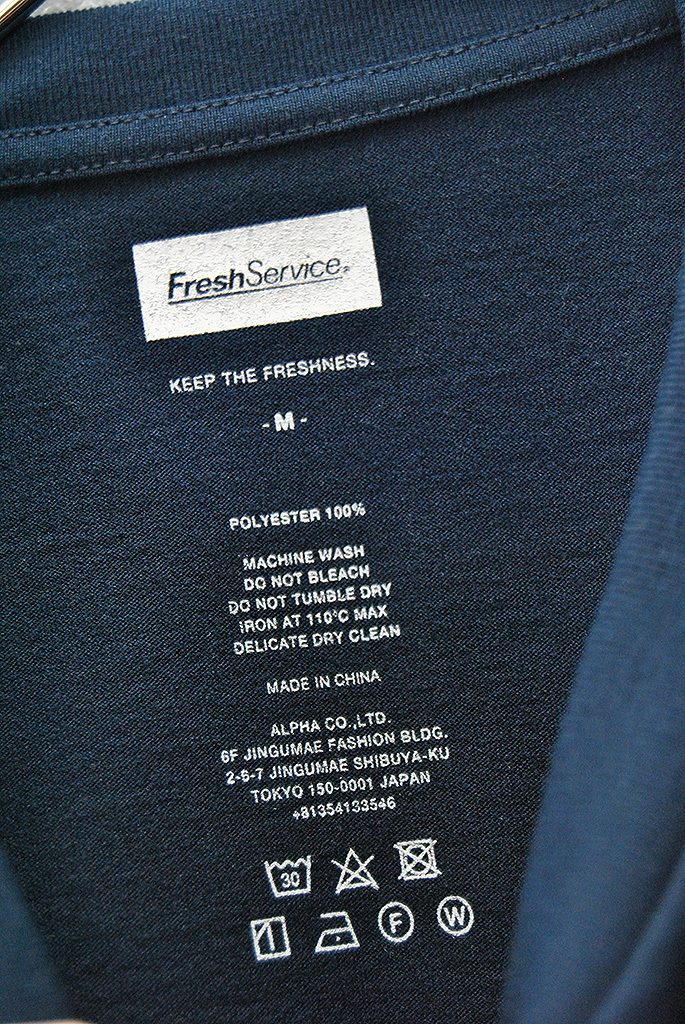 FreshService®
KEEP THE FRESHNESS.
- M -
POLYESTER 100%
MACHINE WASH
DO NOT BLEACH
DO NOT TUMBLE DRY
IRON AT 110°C MAX
DELICATE DRY CLEAN
MADE IN CHINA
ALPHA CO.,LTD.
6F JINGUMAE FASHION BLDG.
2-6-7 JINGUMAE SHIBUYA-KU
TOKYO 150-0001 JAPAN
+81354133546
30
F W